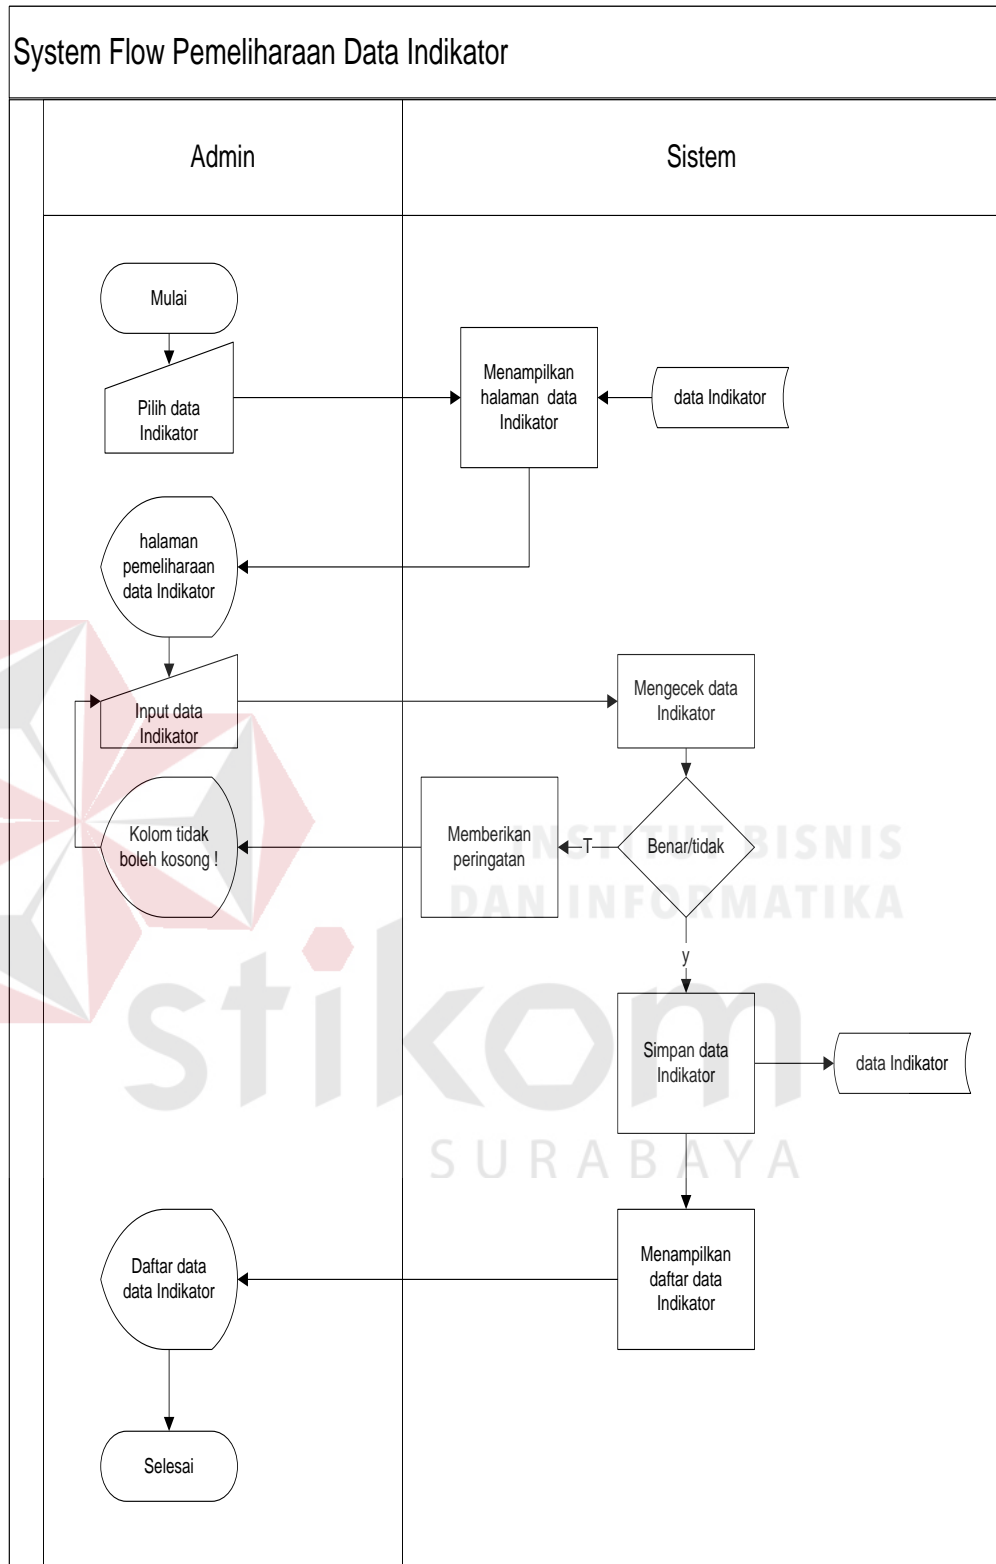 System Flow Pemeliharaan Data Indikator
Admin
Sistem
Mulai
Pilih data
Indikator
Menampilkan
halaman data
Indikator
data Indikator
halaman
pemeliharaan
data Indikator
Input data
Indikator
Mengecek data
Indikator
Kolom tidak
boleh kosong !
Memberikan
peringatan
T
Benar/tidak
INSTITUT BISNIS
DAN INFORMATIKA
y
stikom
SURABAYA
Simpan data
Indikator
data Indikator
Daftar data
data Indikator
Menampilkan
daftar data
Indikator
Selesai